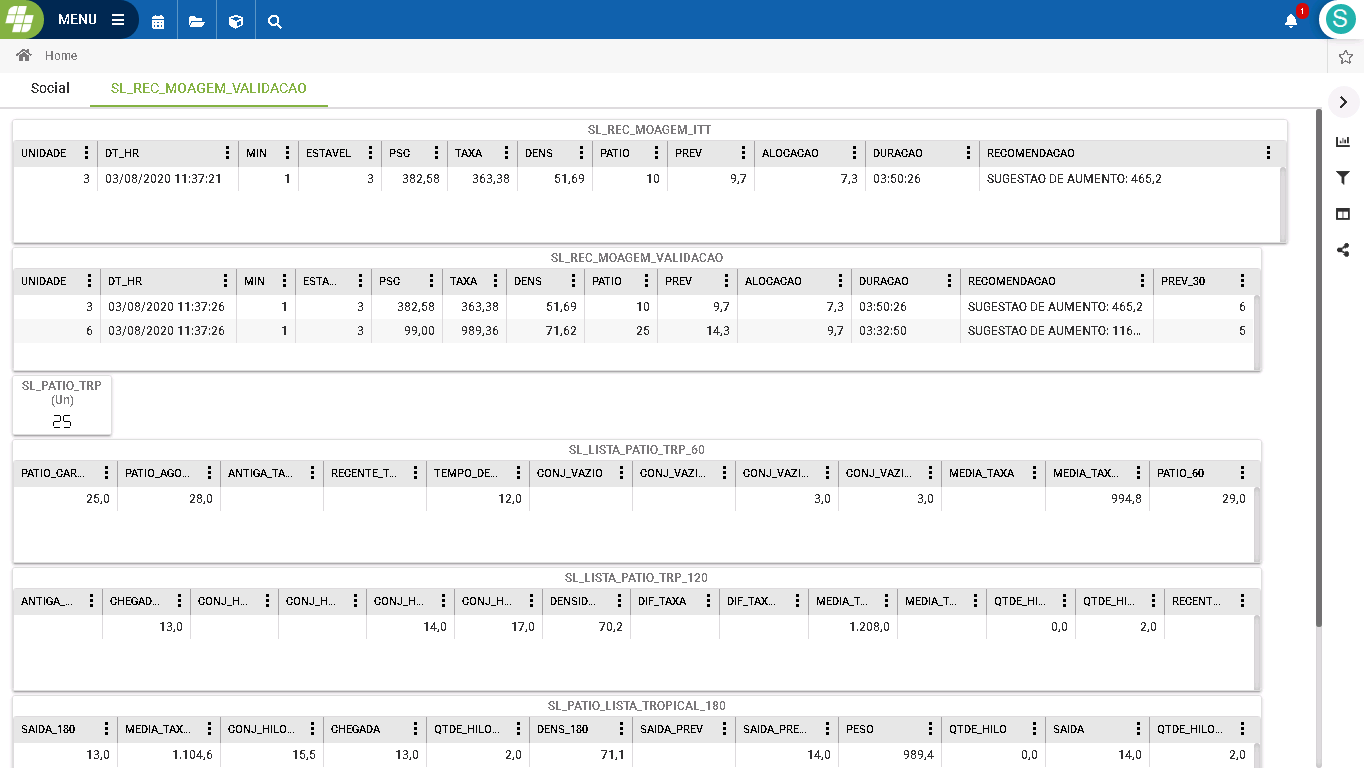 MENU
1
S
Home
Social SL_REC_MOAGEM_VALIDACAO
SL_REC_MOAGEM_ITT
UNIDADE DT_HR MIN ESTAVEL PSC TAXA DENS PATIO PREV ALOCACAO DURACAO RECOMENDACAO
3 03/08/2020 11:37:21 1 3 382,58 363,38 51,69 10 9,7 7,3 03:50:26 SUGESTAO DE AUMENTO: 465,2
SL_REC_MOAGEM_VALIDACAO
UNIDADE DT_HR MIN ESTA... PSC TAXA DENS PATIO PREV ALOCACAO DURACAO RECOMENDACAO PREV_30
3 03/08/2020 11:37:26 1 3 382,58 363,38 51,69 10 9,7 7,3 03:50:26 SUGESTAO DE AUMENTO: 465,2 6
6 03/08/2020 11:37:26 1 3 99,00 989,36 71,62 25 14,3 9,7 03:32:50 SUGESTAO DE AUMENTO: 116... 5
SL_PATIO_TRP
(Un)
25
SL_LISTA_PATIO_TRP_60
PATIO_CAR... PATIO_AGO... ANTIGA_TA... RECENTE_T... TEMPO_DE... CONJ_VAZIO CONJ_VAZI... CONJ_VAZI... CONJ_VAZI... MEDIA_TAXA MEDIA_TAX... PATIO_60
25,0 28,0 12,0 3,0 3,0 994,8 29,0
SL_LISTA_PATIO_TRP_120
ANTIGA_... CHEGAD... CONJ_H... CONJ_H... CONJ_H... CONJ_H... DENSID... DIF_TAXA DIF_TAX... MEDIA_T... MEDIA_T... QTDE_HI... QTDE_HI... RECENT...
13,0 14,0 17,0 70,2 1.208,0 0,0 2,0
SL_PATIO_LISTA_TROPICAL_180
SAIDA_180 MEDIA_TAX... CONJ_HILO... CHEGADA QTDE_HILO... DENS_180 SAIDA_PREV SAIDA_PRE... PESO QTDE_HILO SAIDA QTDE_HILO...
13,0 1.104,6 15,5 13,0 2,0 71,1 14,0 989,4 0,0 14,0 2,0